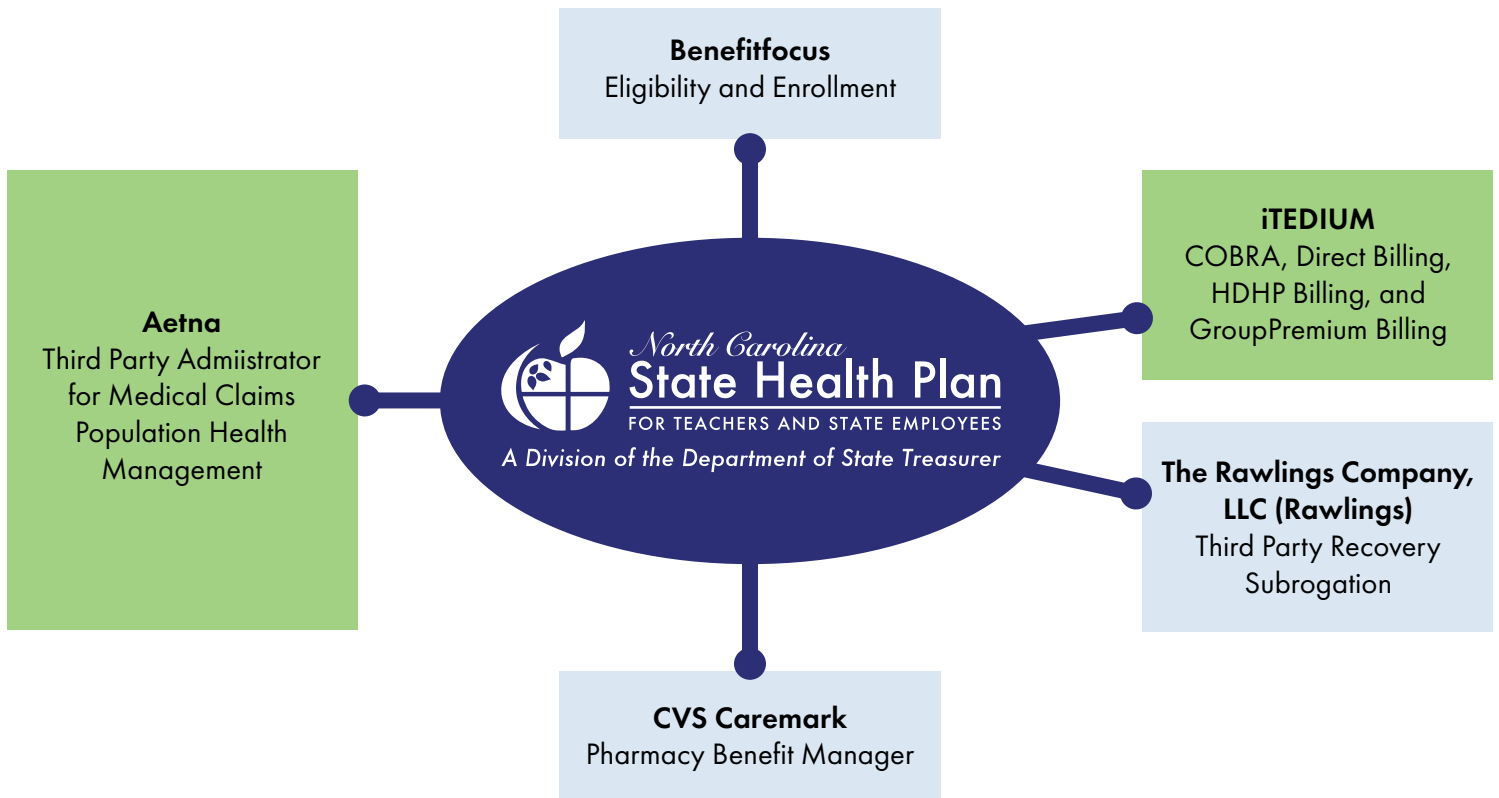 Benefitfocus
Eligibility and Enrollment
Aetna
Third Party Admiistrator
for Medical Claims
Population Health
Management
North Carolina
State Health Plan
FOR TEACHERS AND STATE EMPLOYEES
A Division of the Department of State Treasurer
iTEDIUM
COBRA, Direct Billing,
HDHP Billing, and
GroupPremium Billing
The Rawlings Company,
LLC (Rawlings)
Third Party Recovery
Subrogation
CVS Caremark
Pharmacy Benefit Manager